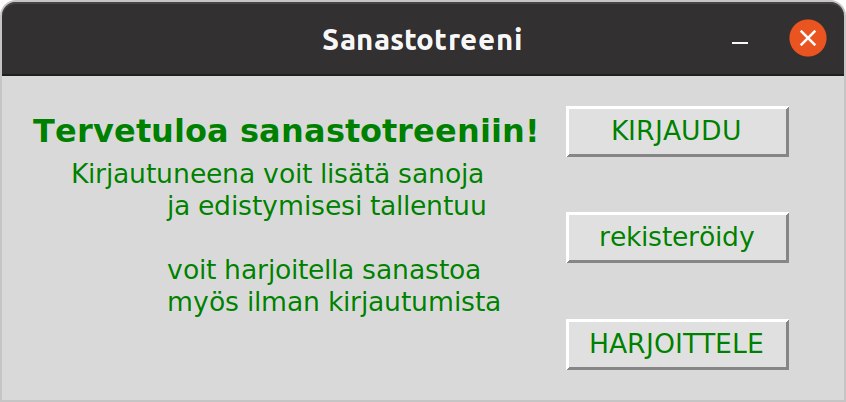 Sanastotreeni
Tervetuloa sanastotreeniin!
Kirjautuneena voit lisätä sanoja
ja edistymisesi tallentuu
voit harjoitella sanastoa
myös ilman kirjautumista
KIRJAUDU
rekisteröidy
HARJOITTELE